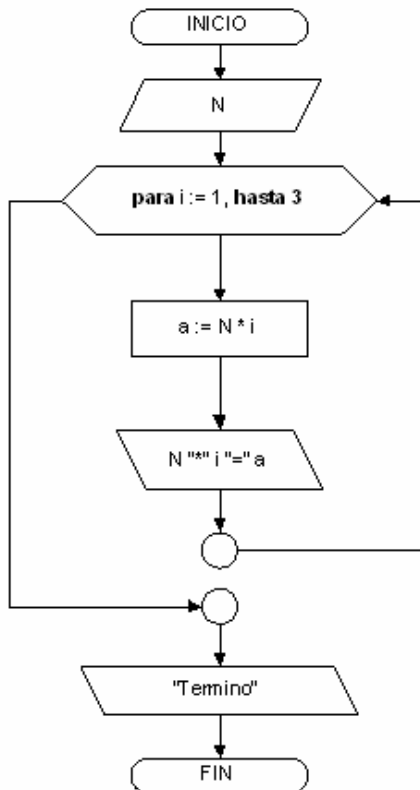 INICIO
N
para i := 1, hasta 3
a := N * i
N "*" i "=" a
"Termino"
FIN